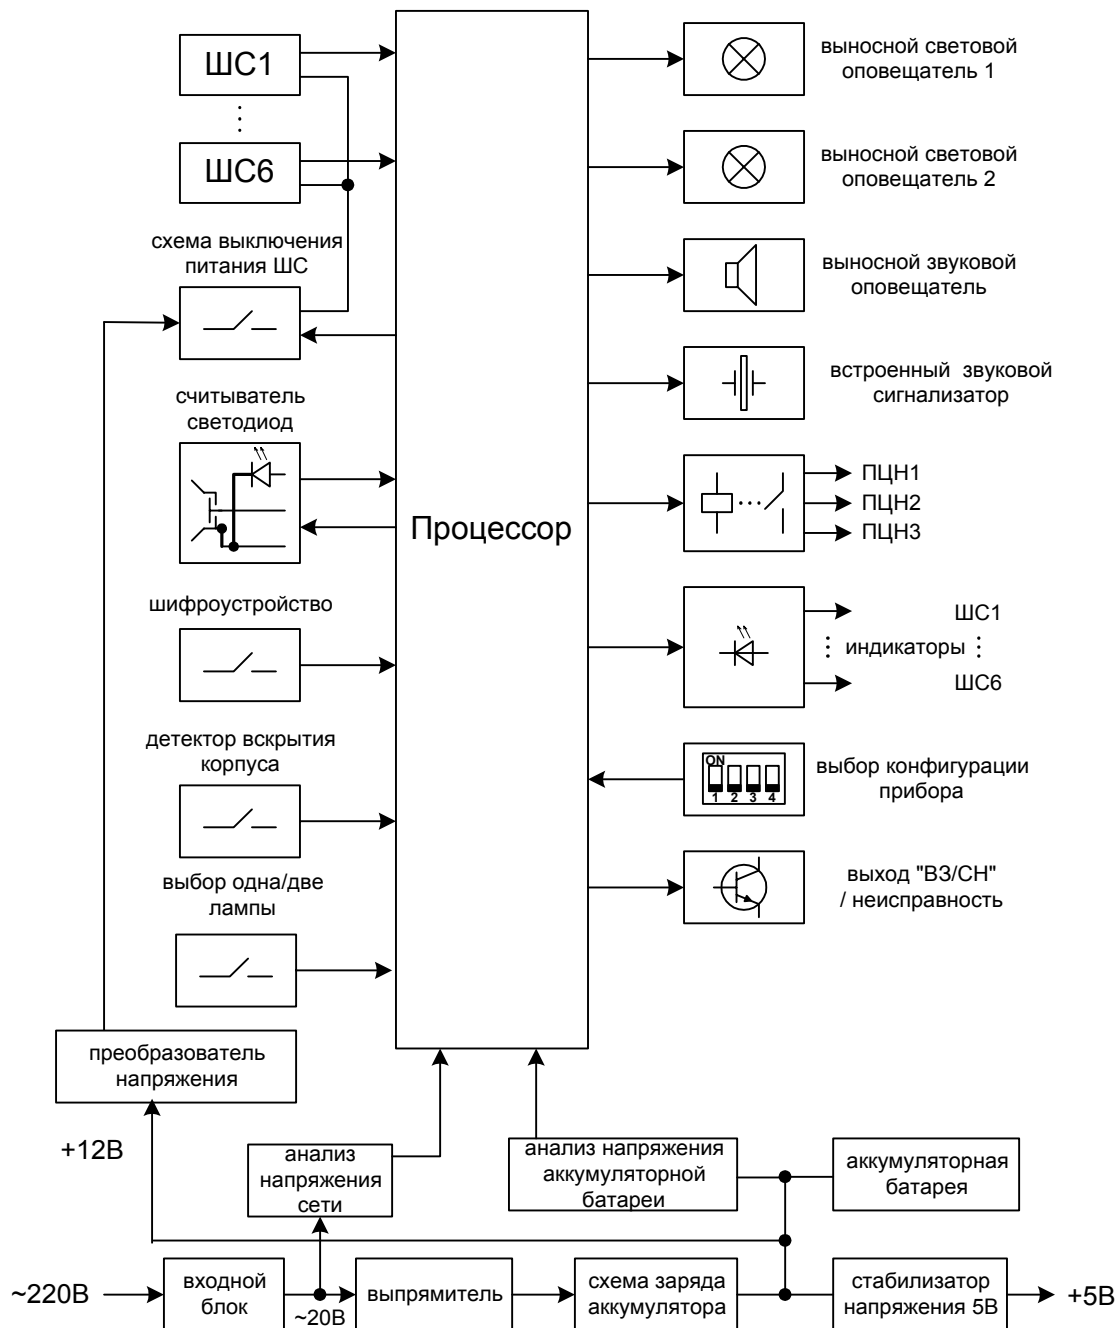 ШС1
ШС6
схема выключения
питания ШС
считыватель
светодиод
шифроустройство
детектор вскрытия
корпуса
выбор одна/две
лампы
преобразователь
напряжения
+12В
Процессор
выносной световой
оповещатель 1
выносной световой
оповещатель 2
выносной звуковой
оповещатель
встроенный звуковой
сигнализатор
ПЦН1
ПЦН2
ПЦН3
ШС1
индикаторы
ШС6
ON
1 2 3 4
выбор конфигурации
прибора
выход "ВЗ/СН"
/ неисправность
анализ
напряжения
сети
анализ напряжения
аккумуляторной
батареи
аккумуляторная
батарея
~220В
входной
блок
~20В
выпрямитель
схема заряда
аккумулятора
стабилизатор
напряжения 5В
+5В